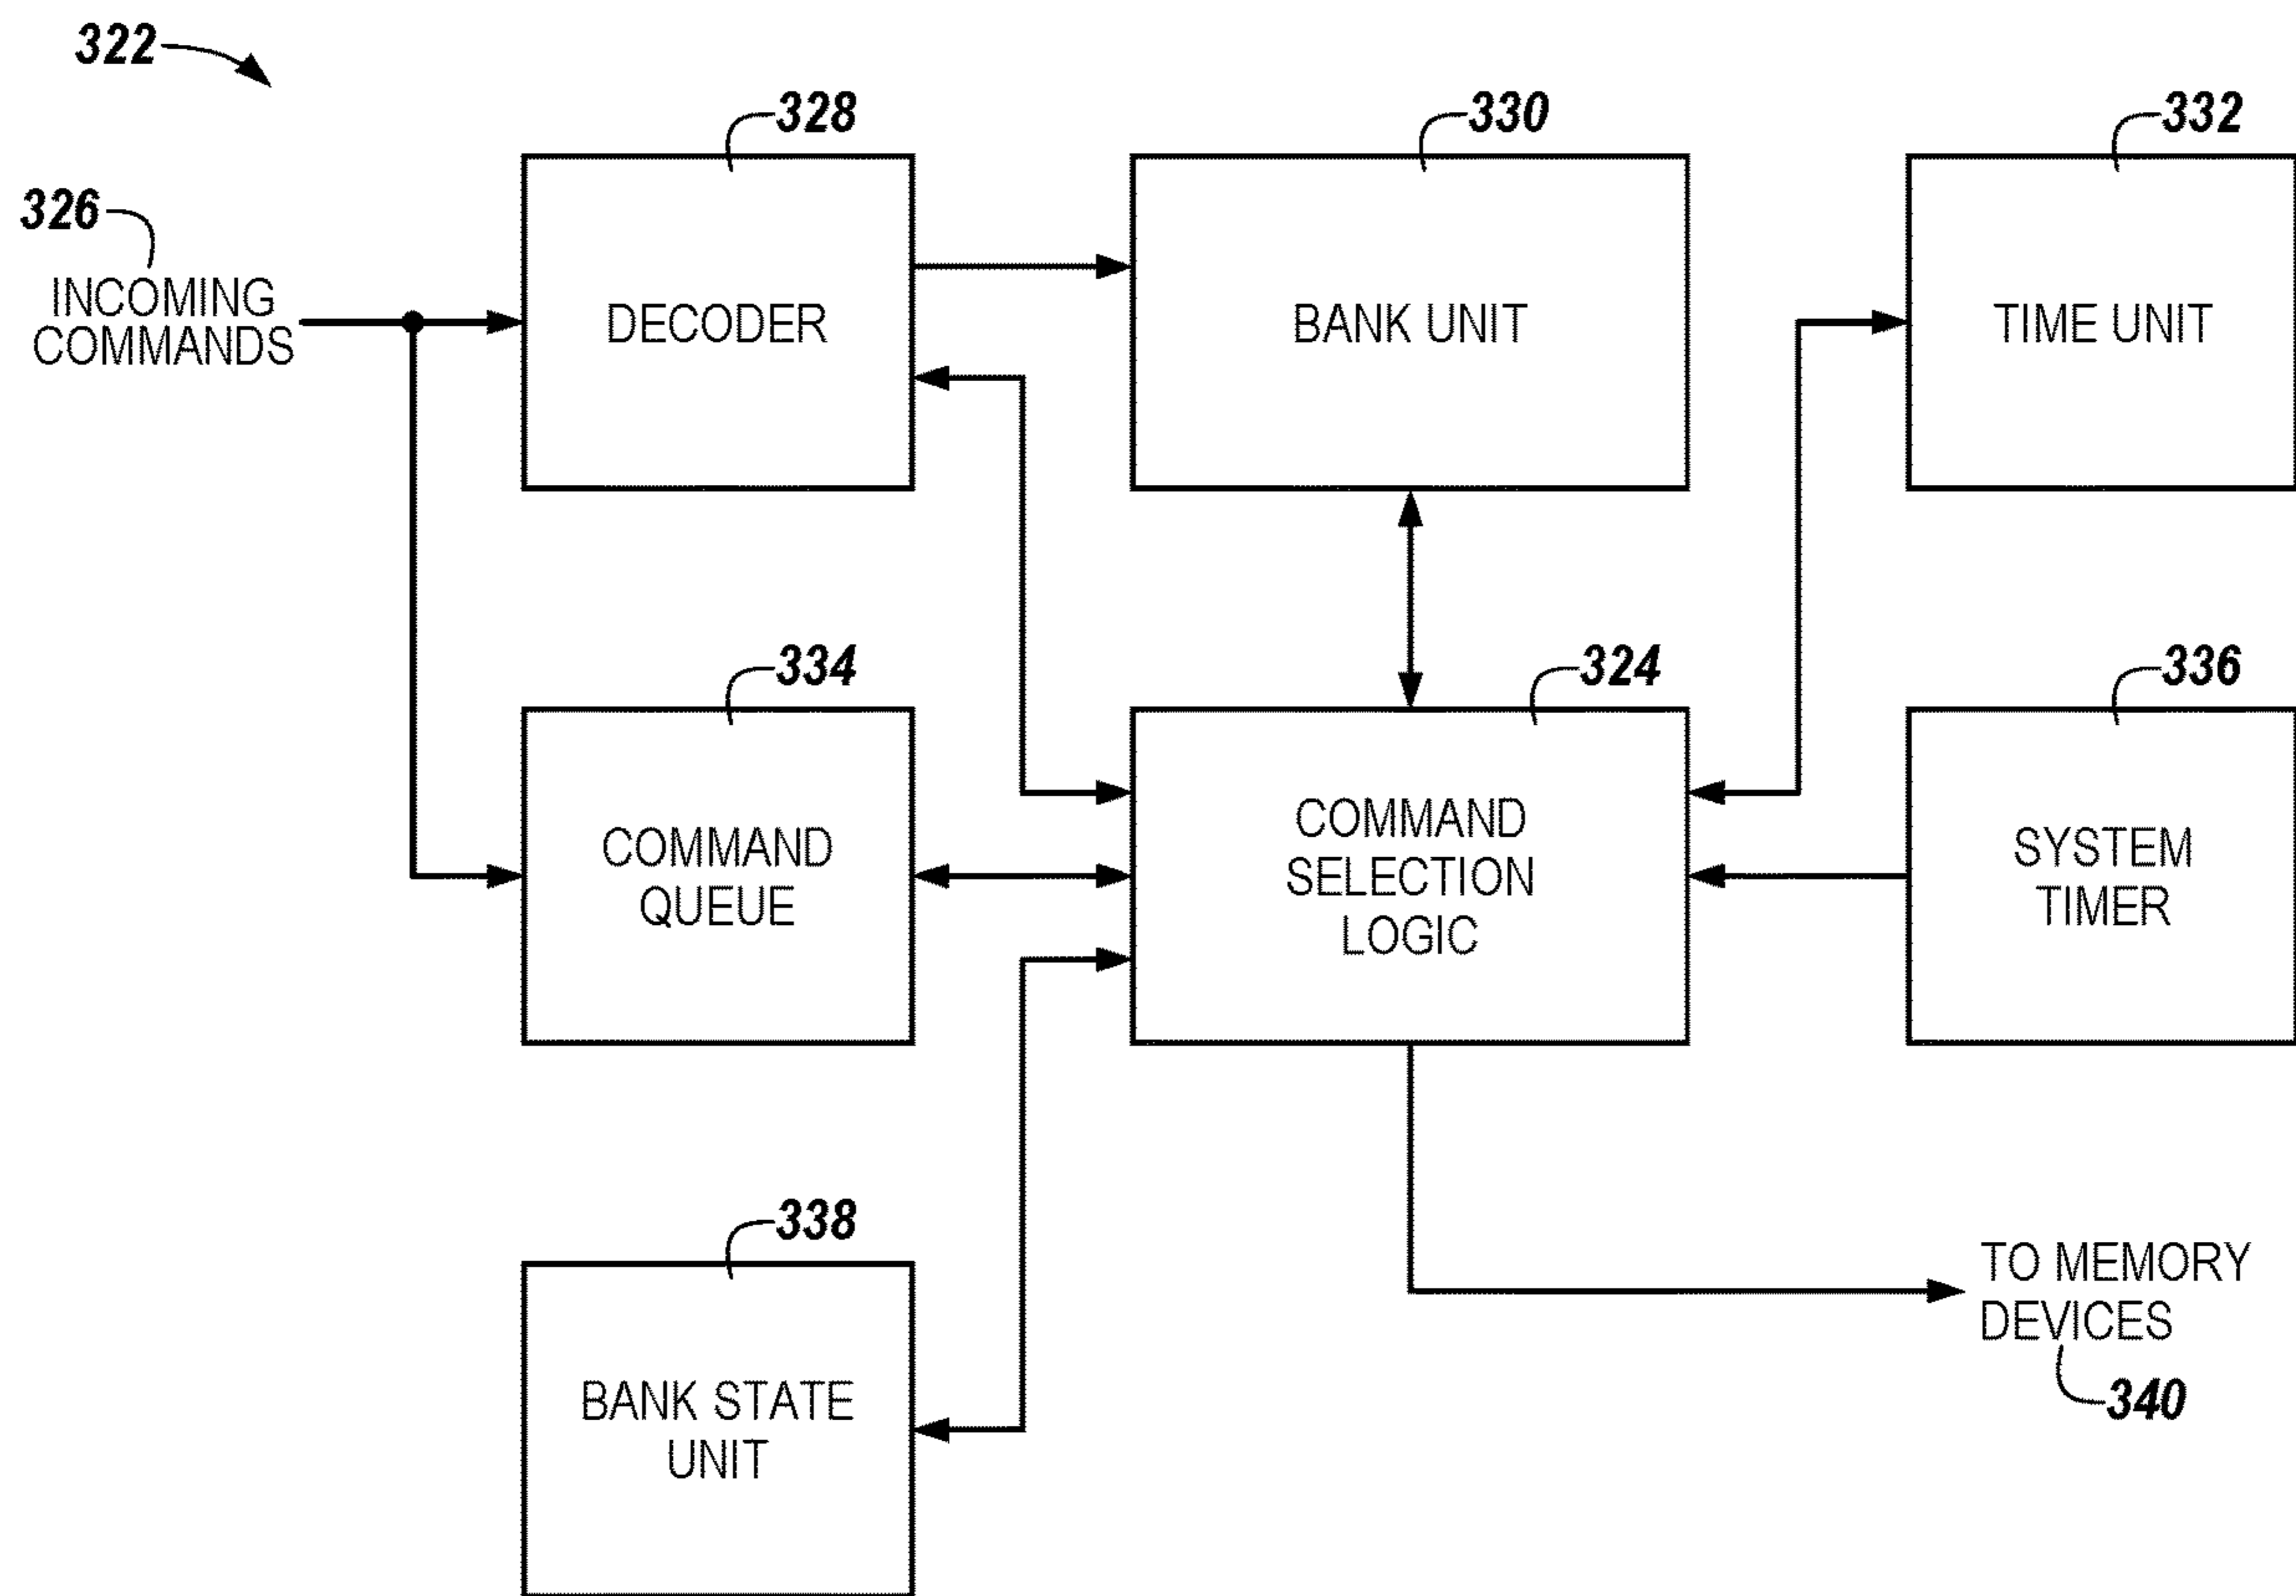 322
328
330
332
326
INCOMING
COMMANDS
DECODER
BANK UNIT
TIME UNIT
334
324
336
COMMAND
QUEUE
COMMAND
SELECTION
LOGIC
SYSTEM
TIMER
338
BANK STATE
UNIT
TO MEMORY
DEVICES
340